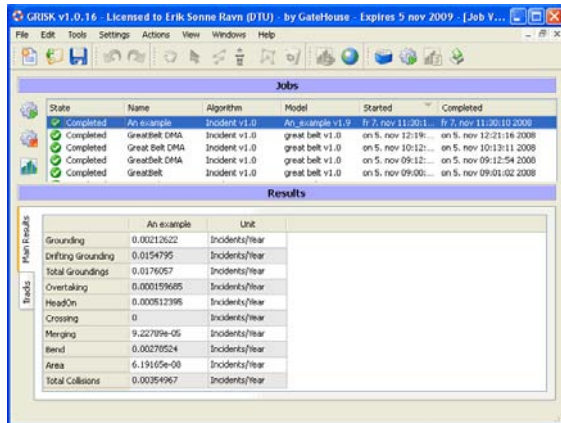 GRISK v1.0.16 - Licensed to Erik Sonne Ravn (DTU) - by GateHouse - Expires 5 nov 2009 - [Job V...
File Edit Tools Settings Actions View Windows Help
Jobs
State Name Algorithm Model Started Completed
Completed An example Incident v1.0 An_example v1.9 fr 7. nov 11:30:1... fr 7. nov 11:30:10 2008
Completed GreatBelt DMA Incident v1.0 great belt v1.0 on 5. nov 12:19:... on 5. nov 12:21:16 2008
Completed Great Belt DMA Incident v1.0 great belt v1.0 on 5. nov 10:12:... on 5. nov 10:13:11 2008
Completed GreatBelt DMA Incident v1.0 great belt v1.0 on 5. nov 09:12:... on 5. nov 09:12:54 2008
Completed GreatBelt Incident v1.0 great belt v1.0 on 5. nov 09:00:... on 5. nov 09:01:02 2008
Results
Main Results
Tracks
An example Unit
Grounding 0.00212622 Incidents/Year
Drifting Grounding 0.0154795 Incidents/Year
Total Groundings 0.0176057 Incidents/Year
Overtaking 0.000159685 Incidents/Year
HeadOn 0.000512395 Incidents/Year
Crossing 0 Incidents/Year
Merging 9.22789e-05 Incidents/Year
Bend 0.00278524 Incidents/Year
Area 6.19165e-08 Incidents/Year
Total Collisions 0.00354967 Incidents/Year